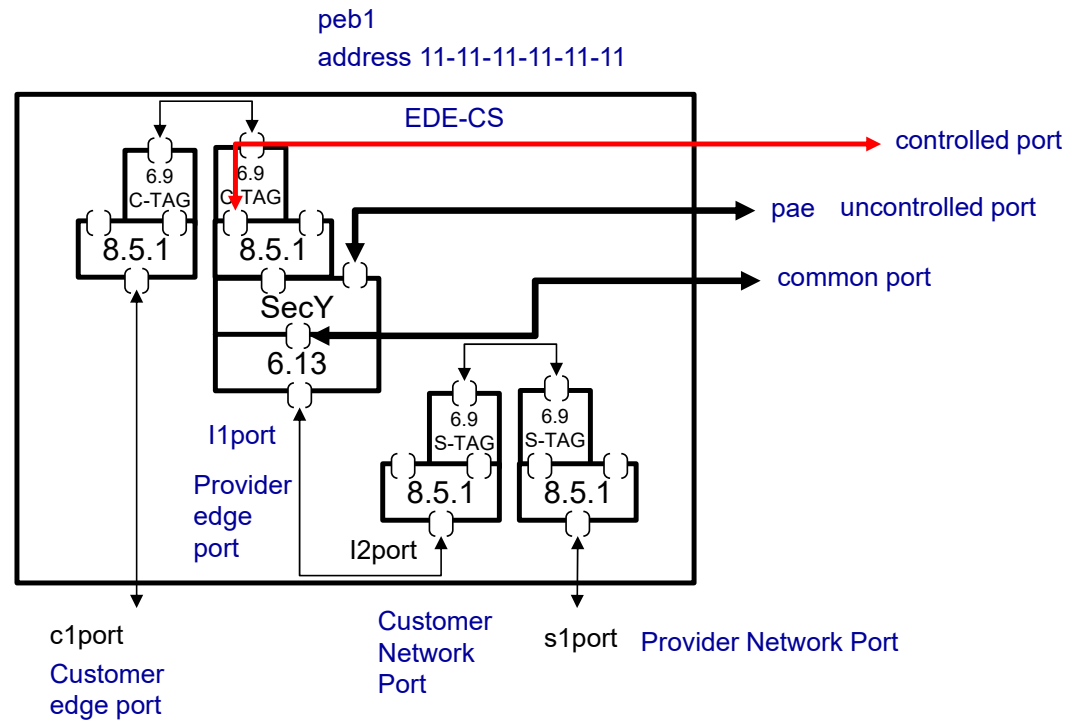 peb1
address 11-11-11-11-11-11
EDE-CS
controlled port
6.9
C-TAG
6.9
C-TAG
pae uncontrolled port
8.5.1
8.5.1
common port
SecY
6.13
6.9
S-TAG
6.9
S-TAG
I1port
Provider
edge
port
8.5.1
8.5.1
I2port
c1port
Customer
edge port
Customer
Network
Port
s1port
Provider Network Port